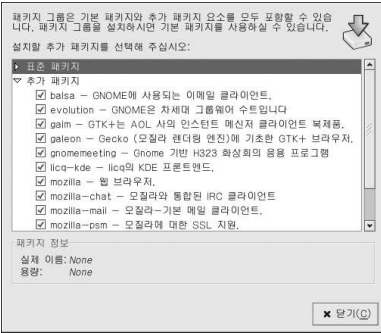 패키지 그룹은 기본 패키지와 추가 패키지 요소를 모두 포함할 수 있습
니다. 패키지 그룹을 설치하시면 기본 패키지를 사용하실 수 있습니다.
설치할 추가 패키지를 선택해 주십시오:
표준 패키지
추가 패키지
balsa – GNOME에 사용되는 이메일 클라이언트.
evolution – GNOME은 차세대 그룹웨어 수트입니다
gaim – GTK+는 AOL 사의 인스턴트 메신저 클라이언트 복제품.
galeon – Gecko (모질라 렌더링 엔진)에 기초한 GTK+ 브라우저.
gnomemeeting – Gnome 기반 H323 화상회의 응용 프로그램
licq-kde – licq의 KDE 프론트엔드.
mozilla – 웹 브라우저.
mozilla-chat – 모질라와 통합된 IRC 클라이언트
mozilla-mail – 모질라-기본 메일 클라이언트.
mozilla-psm – 모질라에 대한 SSL 지원.
패키지 정보
실제 이름: None
용량: None
닫기(C)